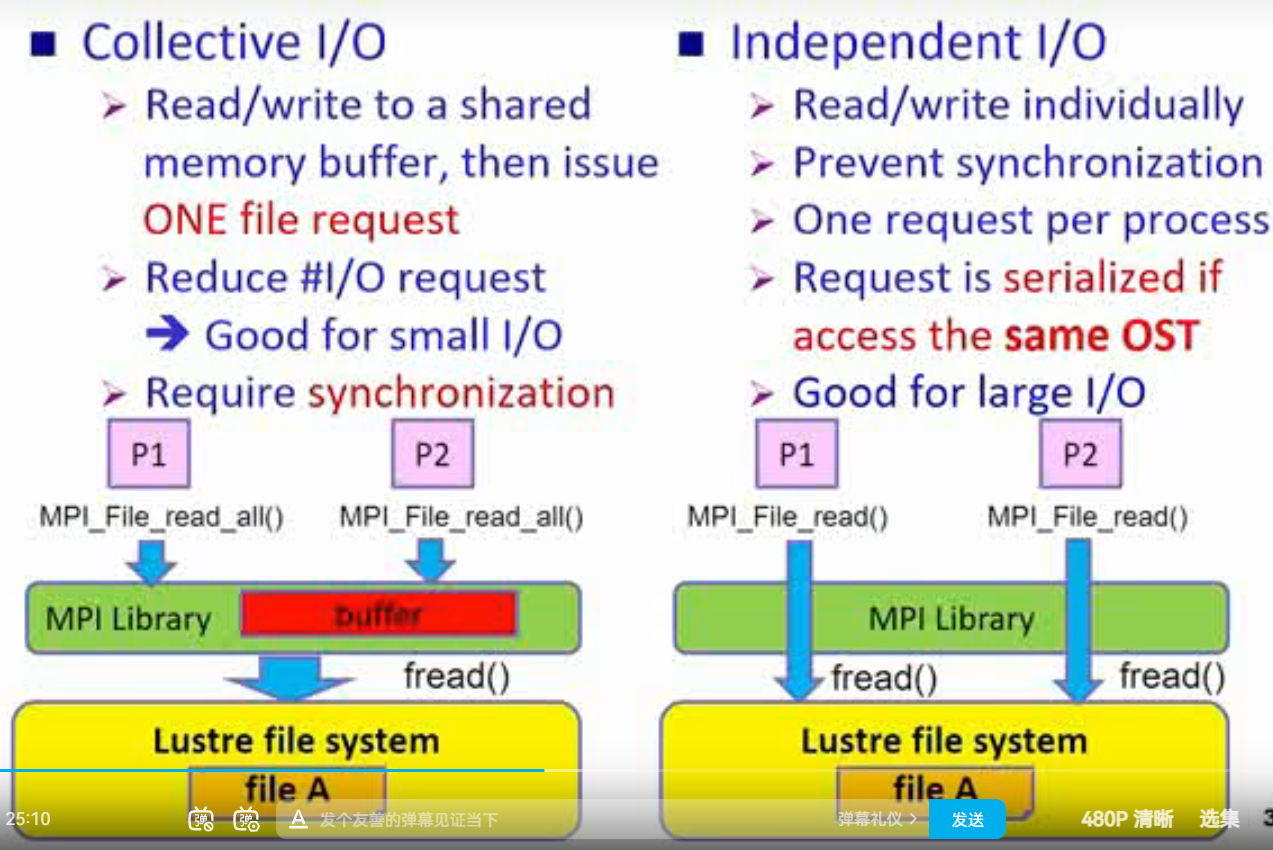 Collective I/O
Read/write to a shared
memory buffer, then issue
ONE file request
Reduce #I/O request
➔ Good for small I/O
Require synchronization
P1
P2
MPI_File_read_all()
MPI_File_read_all()
MPI Library
buffer
fread()
Lustre file system
file A
Independent I/O
Read/write individually
Prevent synchronization
One request per process
Request is serialized if
access the same OST
Good for large I/O
P1
P2
MPI_File_read()
MPI_File_read()
MPI Library
fread()
fread()
Lustre file system
file A
25:10
弹
弹
A
发个友善的弹幕见证当下
弹幕礼仪 >
发送
480P 清晰
选集